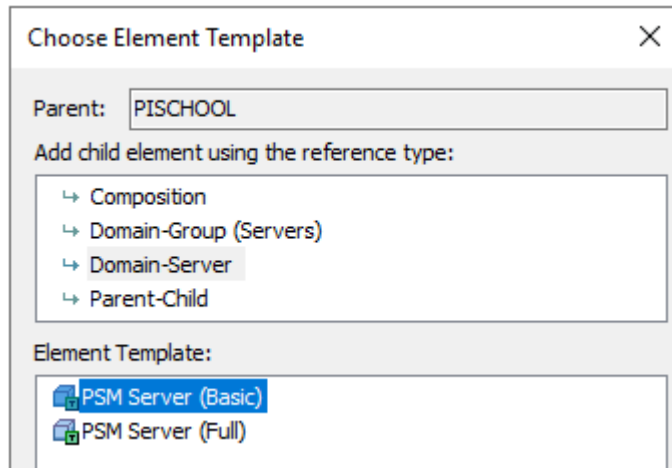 Choose Element Template
Parent: PISCHOOL
Add child element using the reference type:
Composition
Domain-Group (Servers)
Domain-Server
Parent-Child
Element Template:
PSM Server (Basic)
PSM Server (Full)